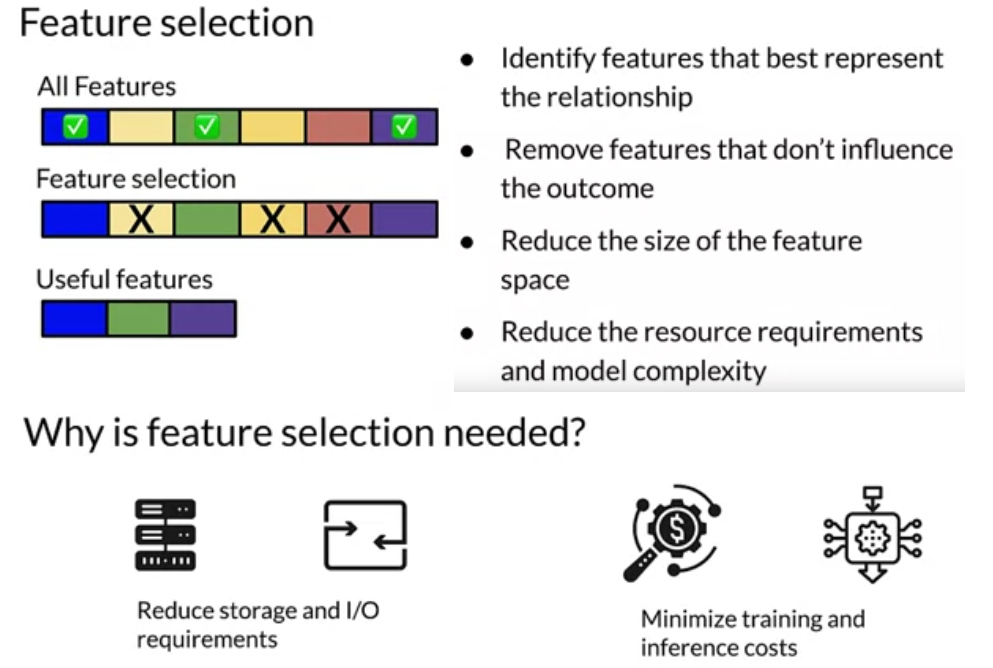 Feature selection
All Features
Feature selection
X X X
Useful features
• Identify features that best represent
the relationship
• Remove features that don't influence
the outcome
• Reduce the size of the feature
space
• Reduce the resource requirements
and model complexity
Why is feature selection needed?
$
Reduce storage and I/O
requirements
Minimize training and
inference costs